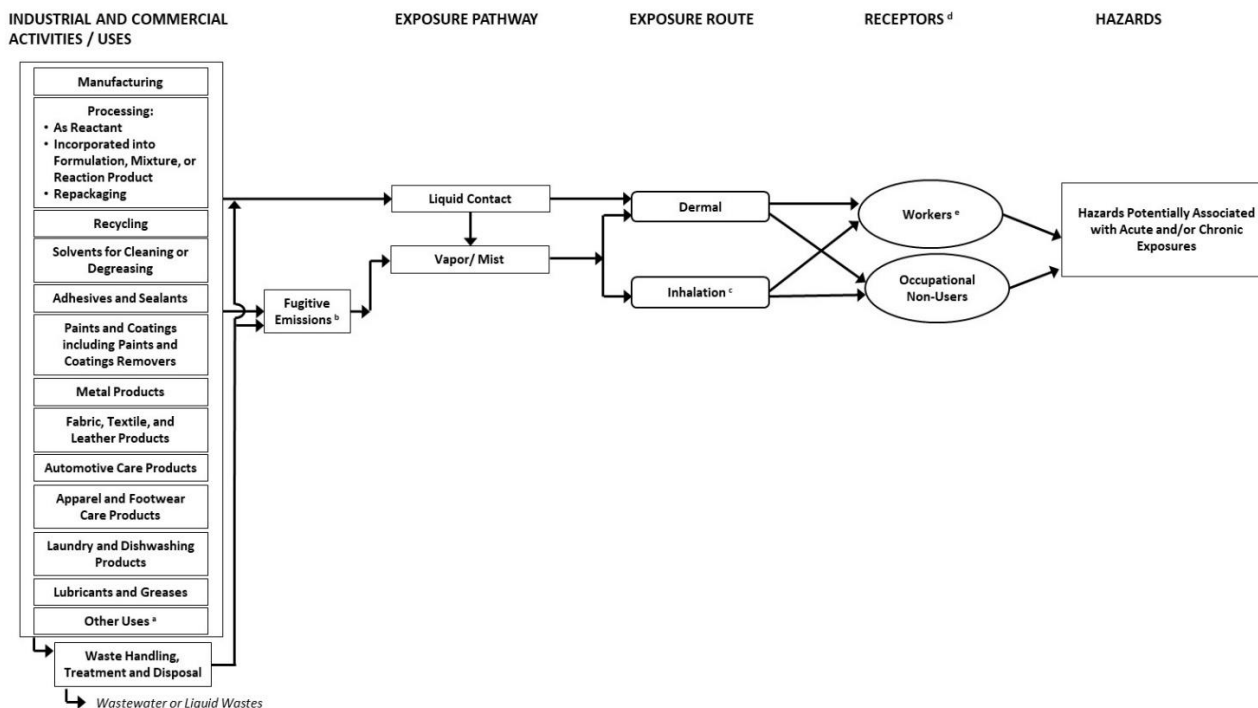 INDUSTRIAL AND COMMERCIAL
ACTIVITIES / USES
EXPOSURE PATHWAY
EXPOSURE ROUTE
RECEPTORS d
HAZARDS
Manufacturing
Processing:
• As Reactant
• Incorporated into
Formulation, Mixture, or
Reaction Product
• Repackaging
Recycling
Solvents for Cleaning or
Degreasing
Adhesives and Sealants
Paints and Coatings
including Paints and
Coatings Removers
Metal Products
Fabric, Textile, and
Leather Products
Automotive Care Products
Apparel and Footwear
Care Products
Laundry and Dishwashing
Products
Lubricants and Greases
Other Uses a
Waste Handling,
Treatment and Disposal
Wastewater or Liquid Wastes
Fugitive
Emissions b
Liquid Contact
Vapor/ Mist
Dermal
Inhalation c
Workers e
Occupational
Non-Users
Hazards Potentially Associated
with Acute and/or Chronic
Exposures